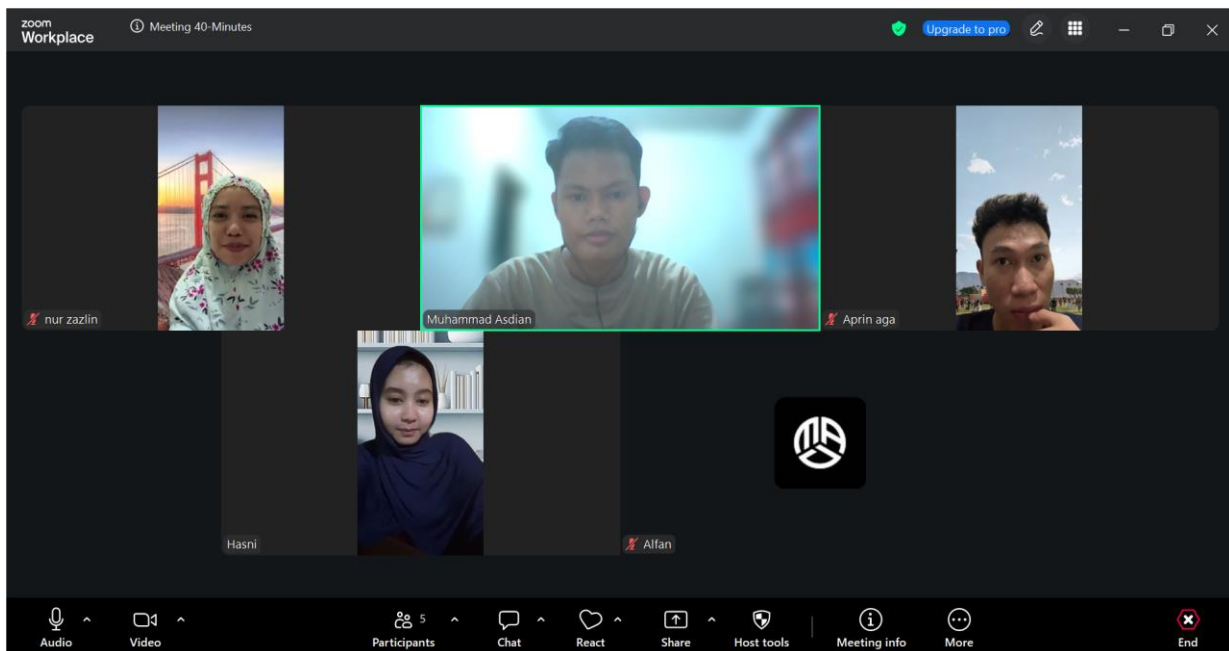 zoom
Workplace
Meeting 40-Minutes
Upgrade to pro
nur zazlin
Muhammad Asdian
Aprin aga
Hasni
Alfan
Audio
Video
Participants
5
Chat
React
Share
Host tools
Meeting info
More
End